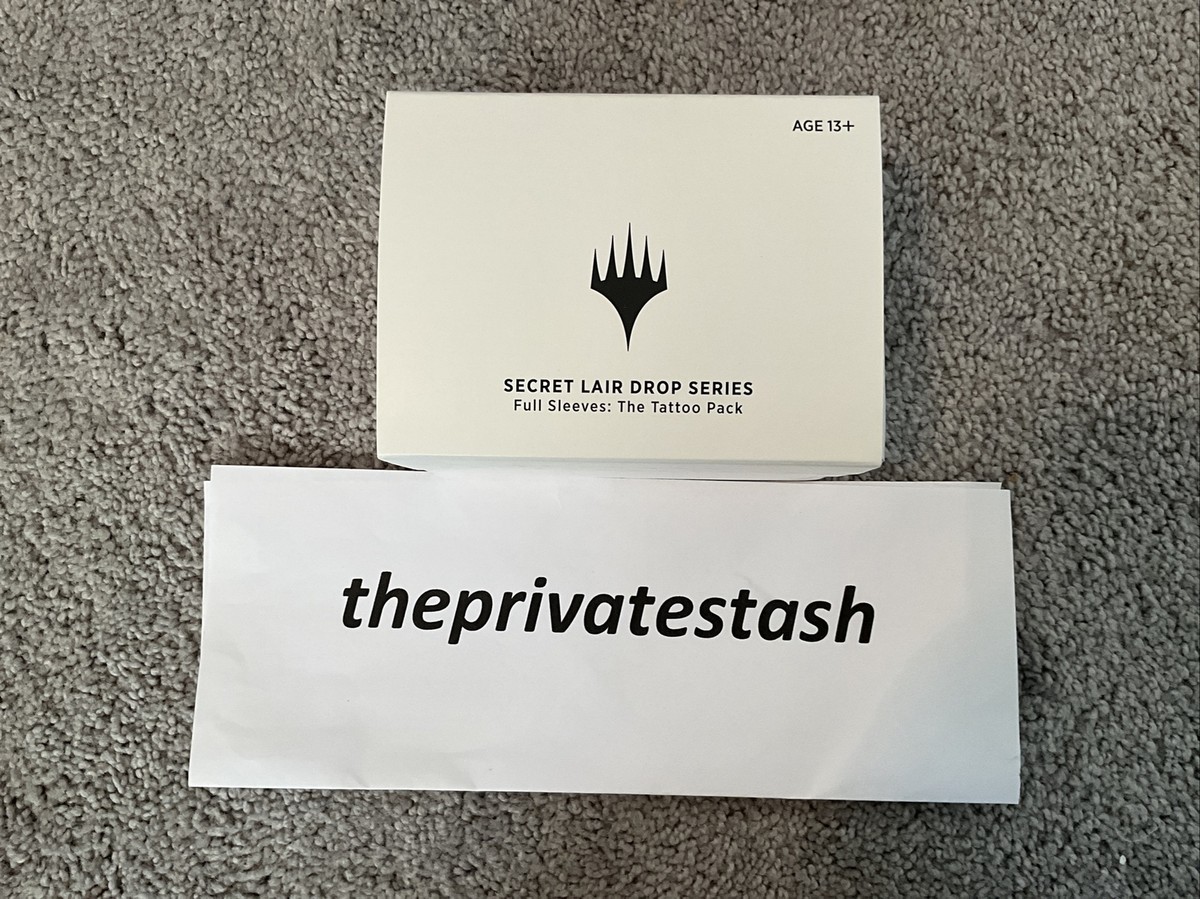 AGE 13+
SECRET LAIR DROP SERIES
Full Sleeves: The Tattoo Pack
theprivatestash